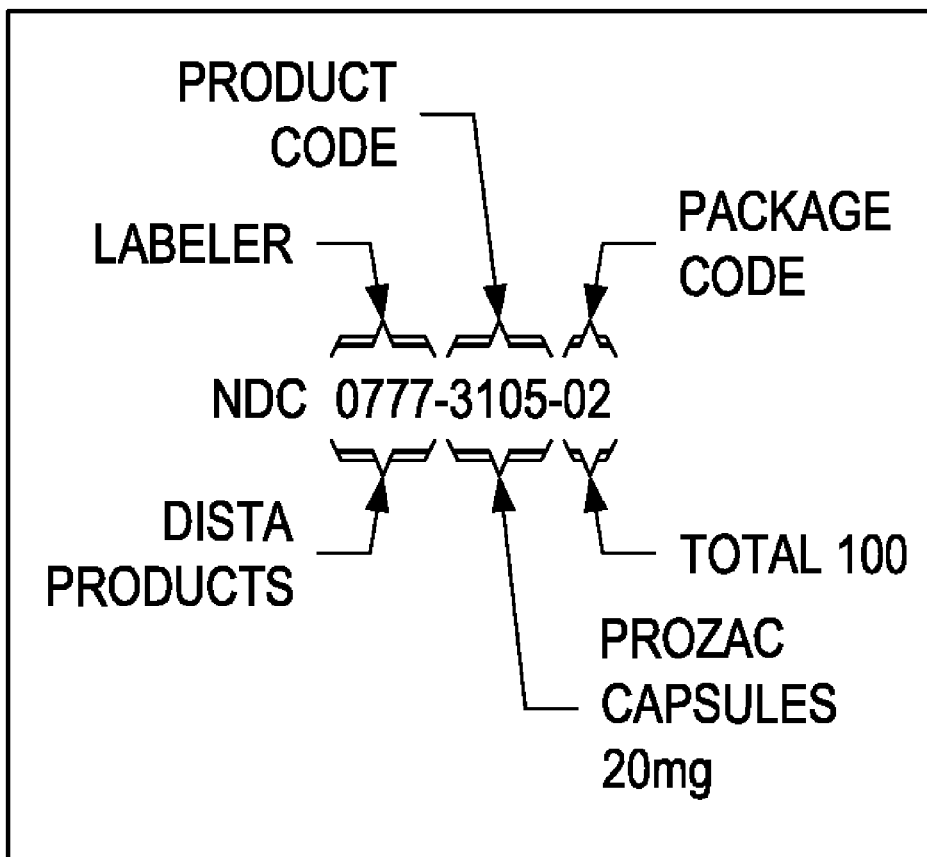 PRODUCT
CODE
LABELER
PACKAGE
CODE
NDC 0777-3105-02
DISTA
PRODUCTS
TOTAL 100
PROZAC
CAPSULES
20mg